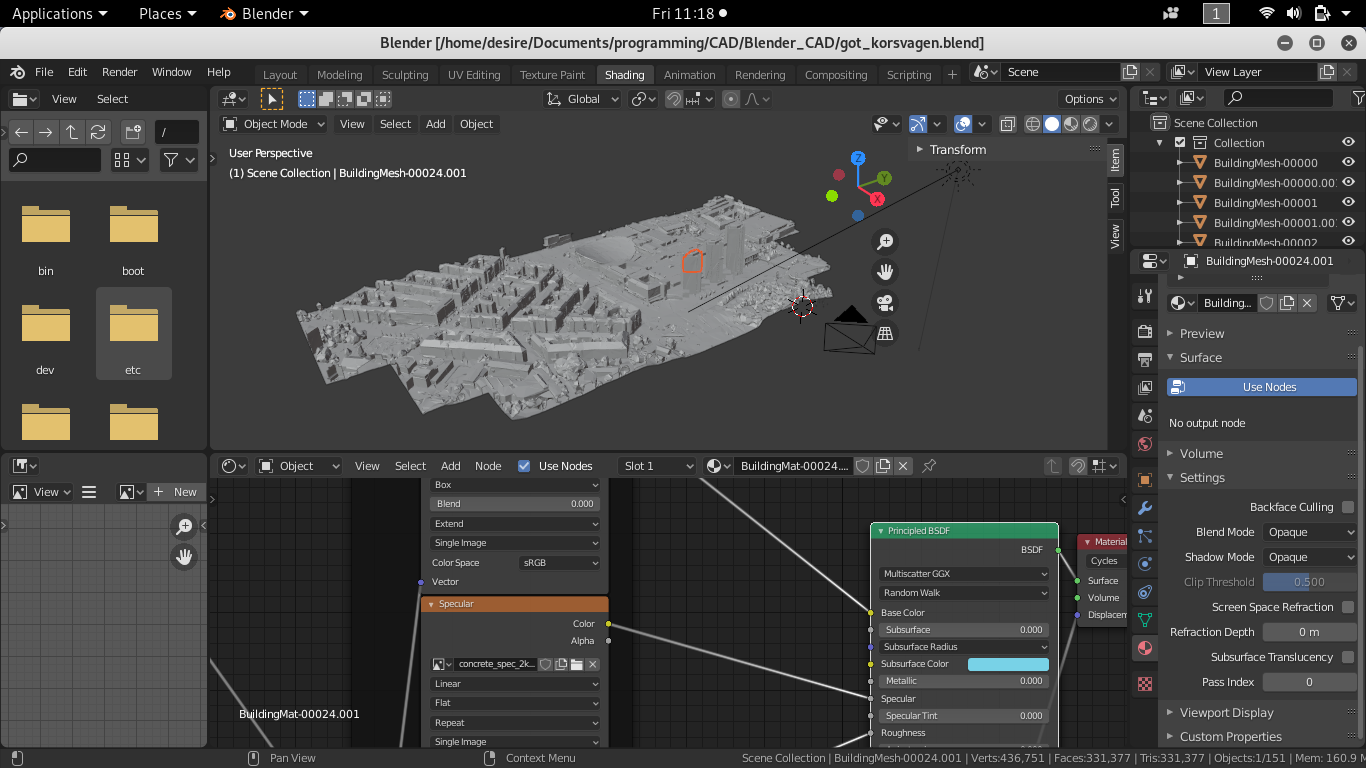 Applications Places Blender Fri 11:18 1
Blender [/home/desire/Documents/programming/CAD/Blender_CAD/got_korsvagen.blend]
File Edit Render Window Help Layout Modeling Sculpting UV Editing Texture Paint Shading Animation Rendering Compositing Scripting + Scene View Layer
View Select
Global
Options
/
Object Mode View Select Add Object
User Perspective
(1) Scene Collection | BuildingMesh-00024.001
Transform
Item
Tool
View
Z
Y
X
bin boot
dev etc
Scene Collection
Collection
BuildingMesh-00000
BuildingMesh-00000.00
BuildingMesh-00001
BuildingMesh-00001.00
BuildingMesh-00002
BuildingMesh-00024.001
Building...
Preview
Surface
Use Nodes
No output node
Volume
Settings
Backface Culling
Blend Mode Opaque
Shadow Mode Opaque
Clip Threshold 0.500
Screen Space Refraction
Refraction Depth 0 m
Subsurface Translucency
Pass Index 0
Viewport Display
Custom Properties
View + New
Object View Select Add Node Use Nodes Slot 1 BuildingMat-00024....
Box
Blend 0.000
Extend
Single Image
Color Space sRGB
Vector
Specular
Color
Alpha
concrete_spec_2k...
Linear
Flat
Repeat
Single Image
BuildingMat-00024.001
Principled BSDF
BSDF
Multiscatter GGX
Random Walk
Base Color
Subsurface 0.000
Subsurface Radius
Subsurface Color
Metallic 0.000
Specular
Specular Tint 0.000
Roughness
Material
Cycles
Surface
Volume
Displacem
Pan View Context Menu Scene Collection | BuildingMesh-00024.001 | Verts:436,751 | Faces:331,377 | Tris:331,377 | Objects:1/151 | Mem: 160.9 M